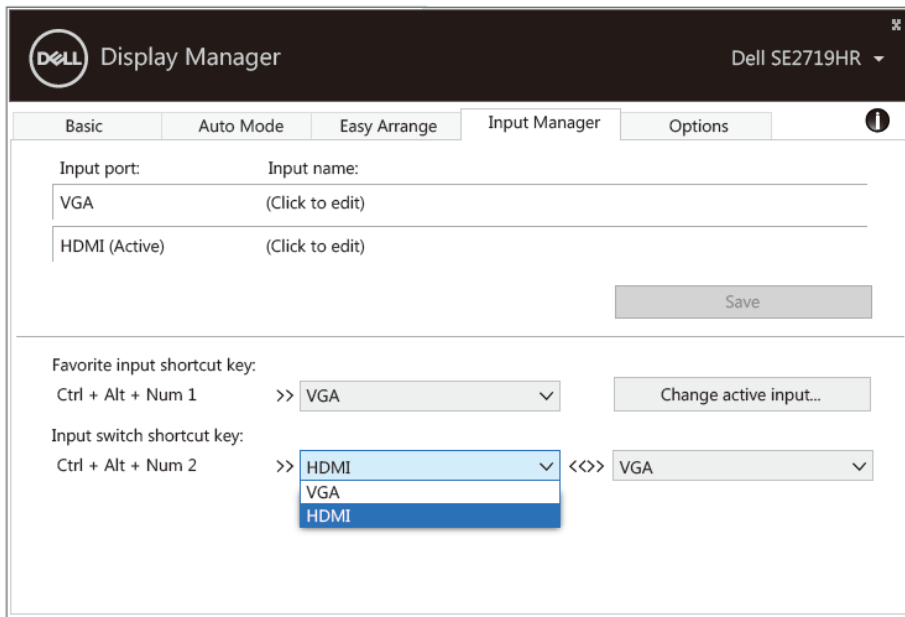 DELL Display Manager
Dell SE2719HR
Basic Auto Mode Easy Arrange Input Manager Options
Input port: Input name:
VGA (Click to edit)
HDMI (Active) (Click to edit)
Save
Favorite input shortcut key:
Ctrl + Alt + Num 1 >> VGA Change active input...
Input switch shortcut key:
Ctrl + Alt + Num 2 >> HDMI <<>> VGA
VGA
HDMI